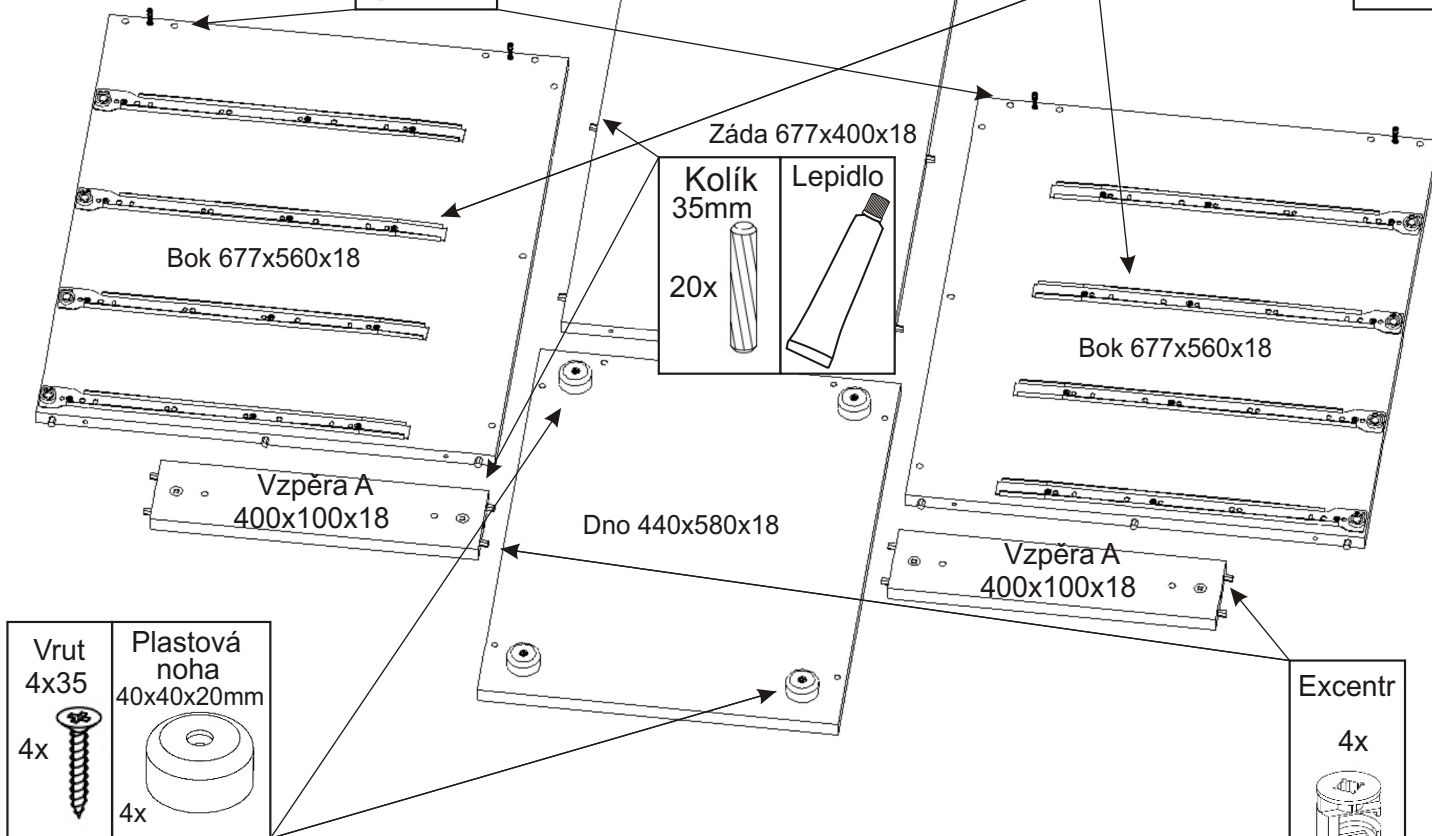 Záda 677x400x18
Kolík
35mm
20x
Lepidlo
Bok 677x560x18
Bok 677x560x18
Vzpěra A
400x100x18
Dno 440x580x18
Vzpěra A
400x100x18
Vrut
4x35
4x
Plastová
noha
40x40x20mm
4x
Excentr
4x